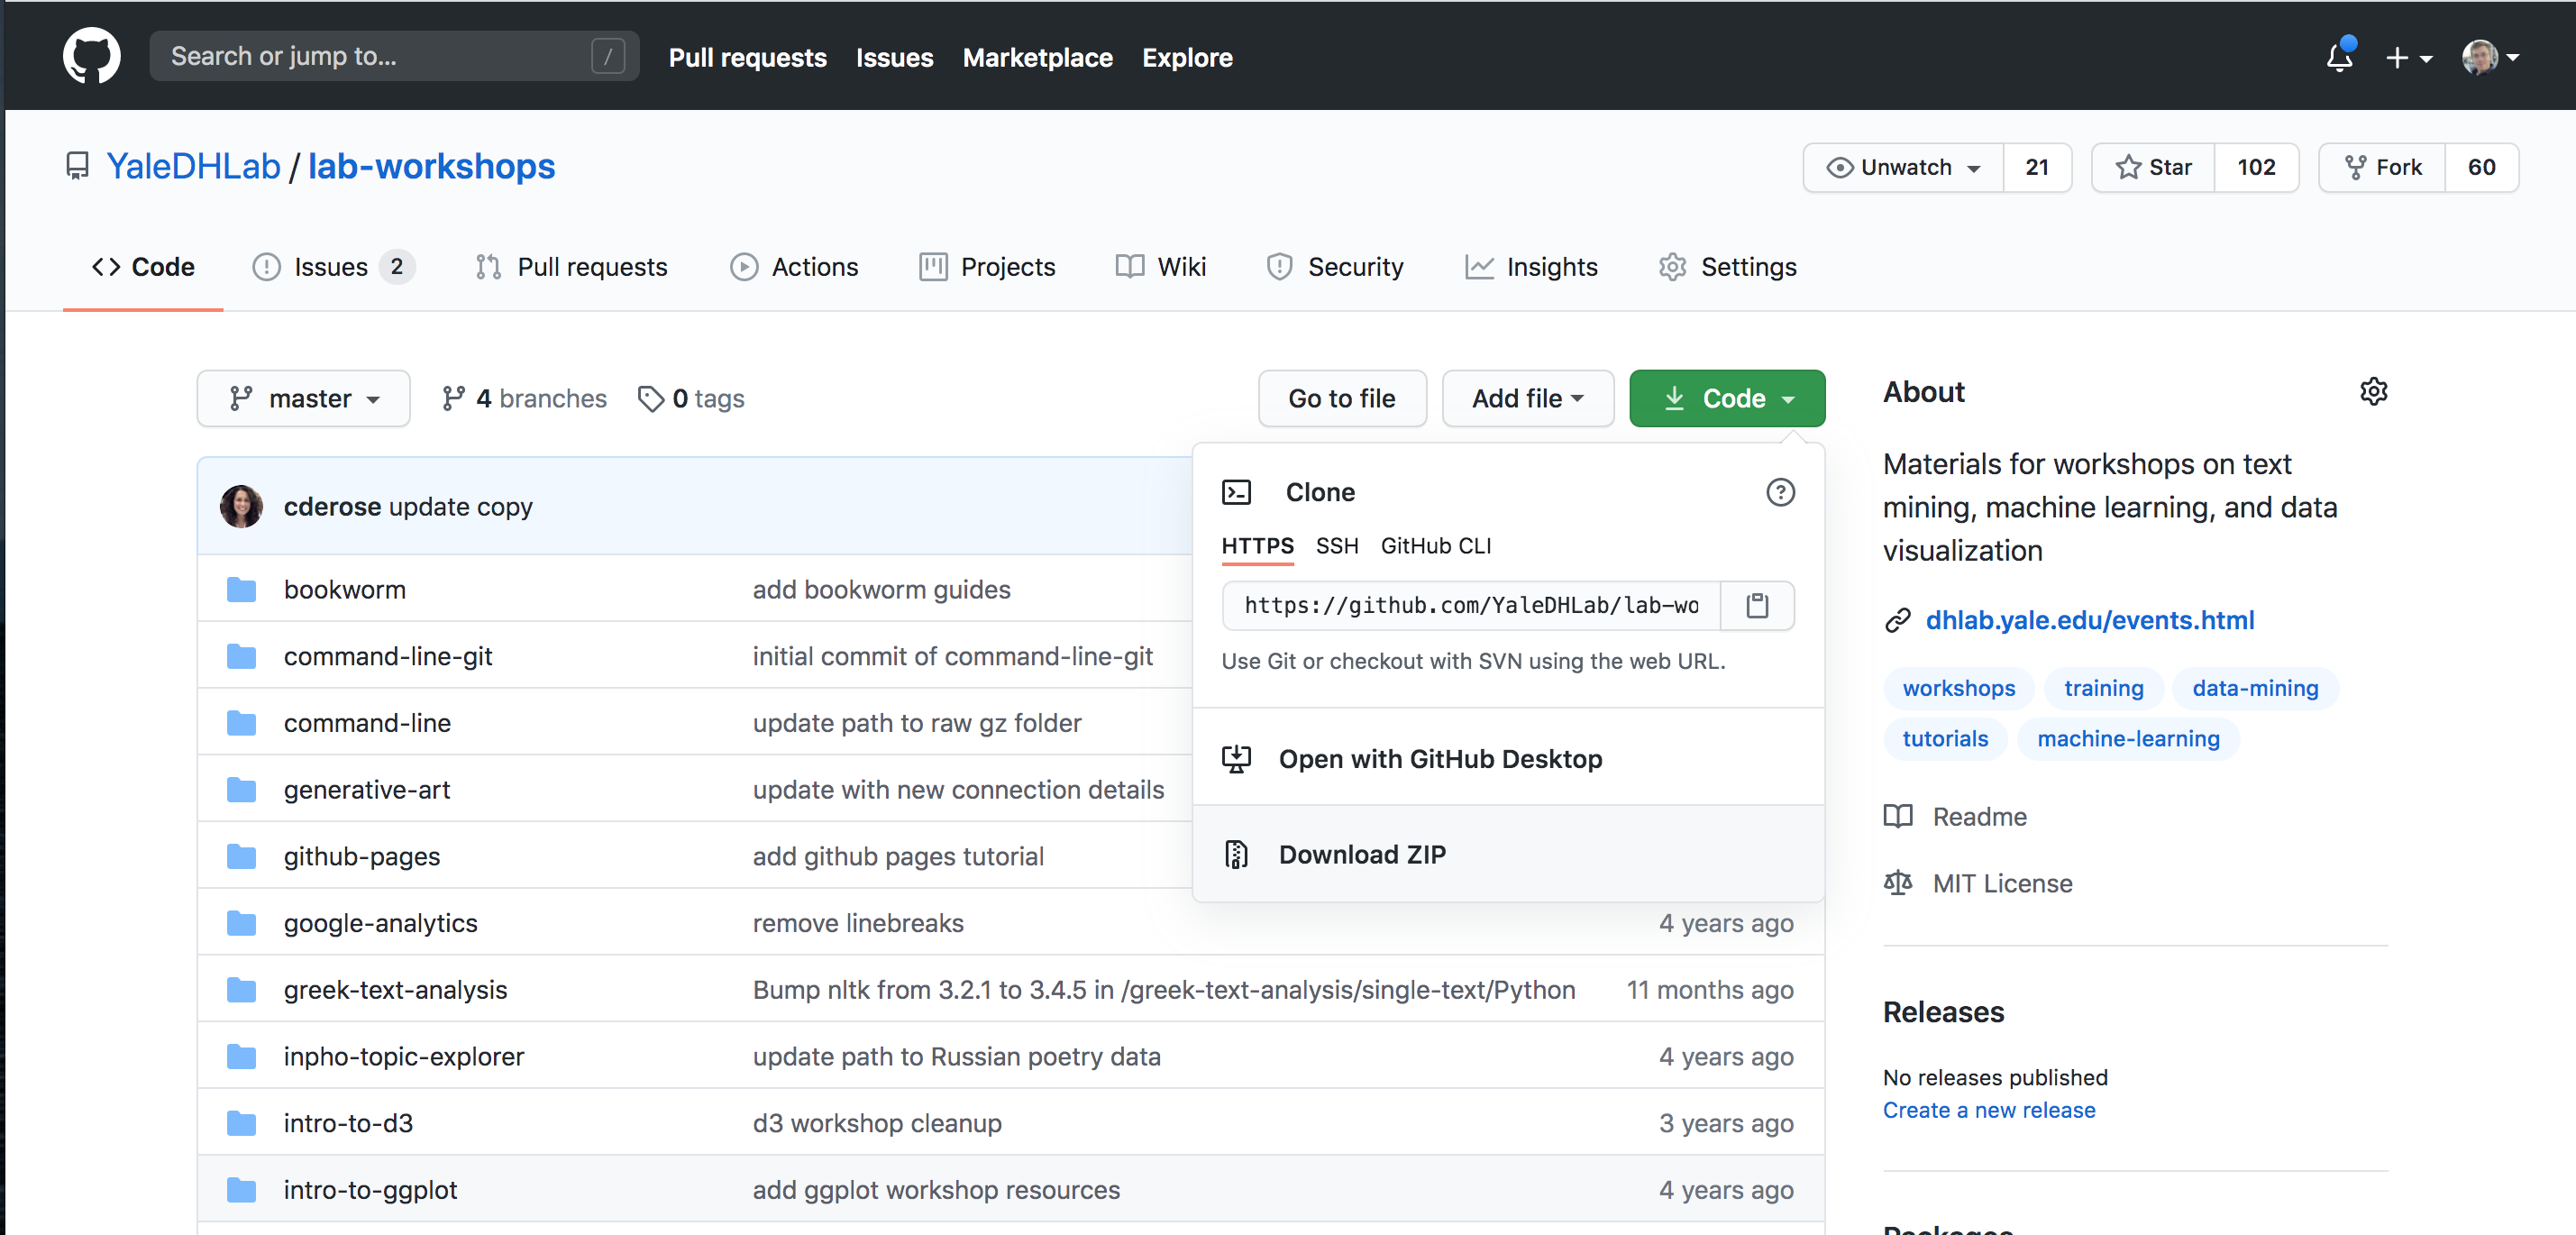 Search or jump to... /
Pull requests Issues Marketplace Explore
YaleDHLab / lab-workshops
Unwatch 21 Star 102 Fork 60
Code Issues 2 Pull requests Actions Projects Wiki Security Insights Settings
master 4 branches 0 tags Go to file Add file Code
cderose update copy
Clone
HTTPS SSH GitHub CLI
https://github.com/YaleDHLab/lab-wo
Use Git or checkout with SVN using the web URL.
Open with GitHub Desktop
Download ZIP
bookworm add bookworm guides
command-line-git initial commit of command-line-git
command-line update path to raw gz folder
generative-art update with new connection details
github-pages add github pages tutorial
google-analytics remove linebreaks 4 years ago
greek-text-analysis Bump nltk from 3.2.1 to 3.4.5 in /greek-text-analysis/single-text/Python 11 months ago
inpho-topic-explorer update path to Russian poetry data 4 years ago
intro-to-d3 d3 workshop cleanup 3 years ago
intro-to-ggplot add ggplot workshop resources 4 years ago
About
Materials for workshops on text
mining, machine learning, and data
visualization
dhlab.yale.edu/events.html
workshops training data-mining
tutorials machine-learning
Readme
MIT License
Releases
No releases published
Create a new release
Packages